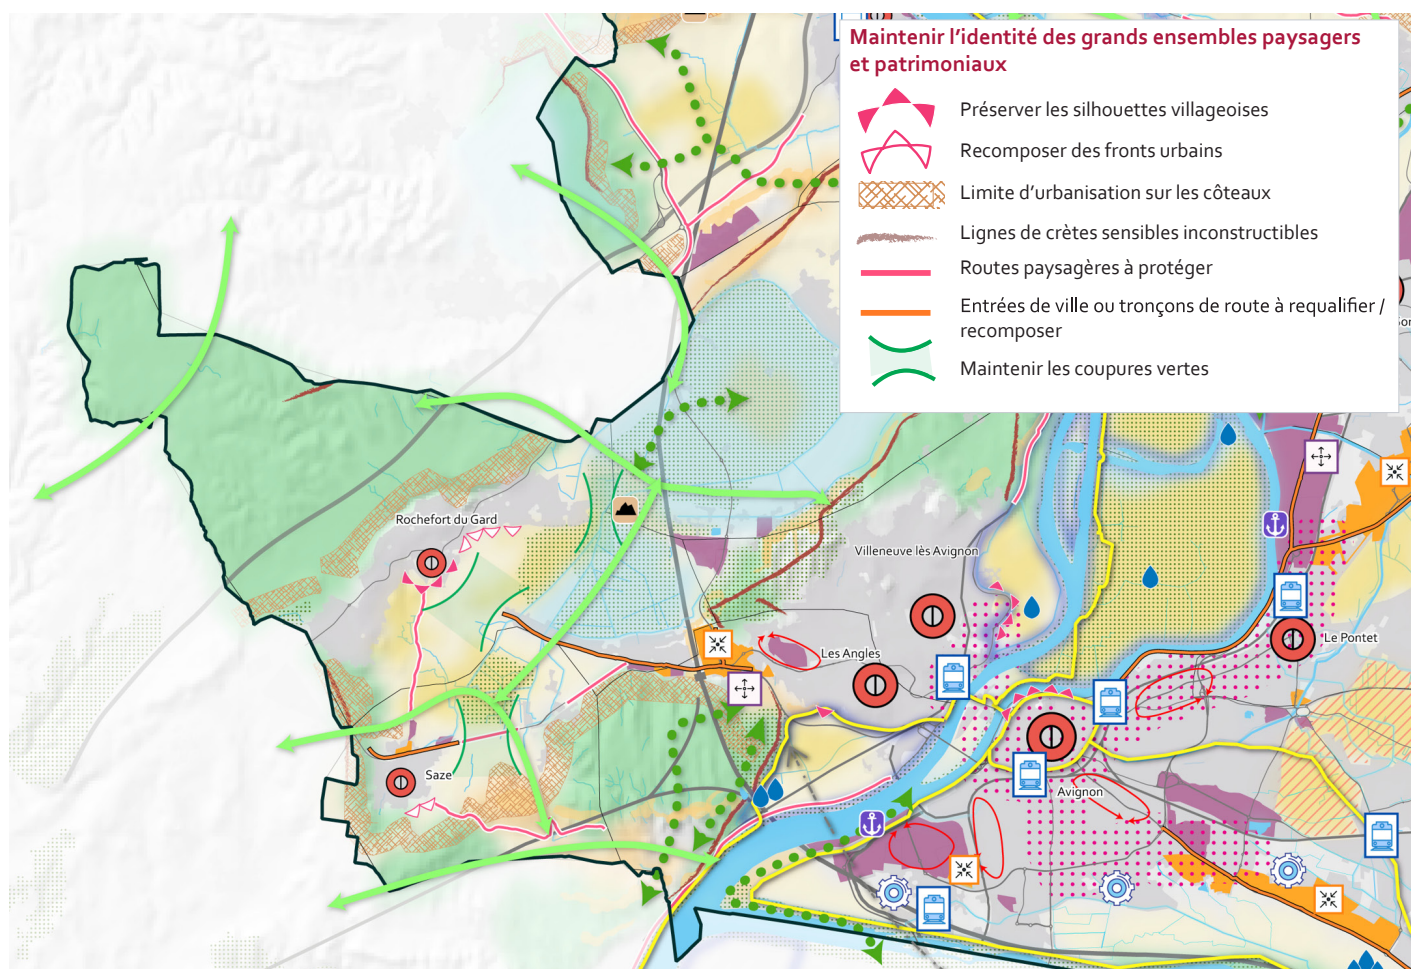 Maintenir l'identité des grands ensembles paysagers
et patrimoniaux
Préserver les silhouettes villageoises
Recomposer des fronts urbains
Limite d'urbanisation sur les côteaux
Lignes de crètes sensibles inconstructibles
Routes paysagères à protéger
Entrées de ville ou tronçons de route à requalifier /
recomposer
Maintenir les coupures vertes
Rochefort du Gard
Villeneuve lès Avignon
Le Pontet
Les Angles
Saze
Avignon